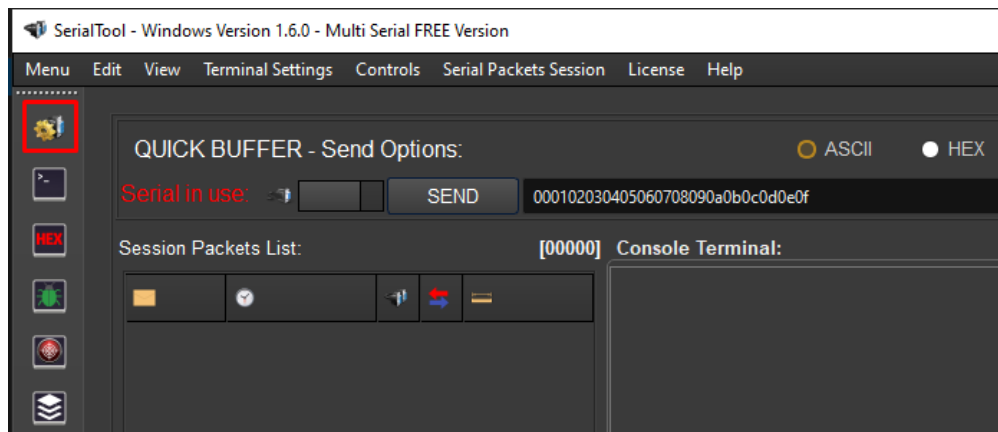 SerialTool - Windows Version 1.6.0 - Multi Serial FREE Version
Menu Edit View Terminal Settings Controls Serial Packets Session License Help
QUICK BUFFER - Send Options: ASCII HEX
>_
Serial in use: SEND 000102030405060708090a0b0c0d0e0f
HEX
Session Packets List: [00000] Console Terminal: